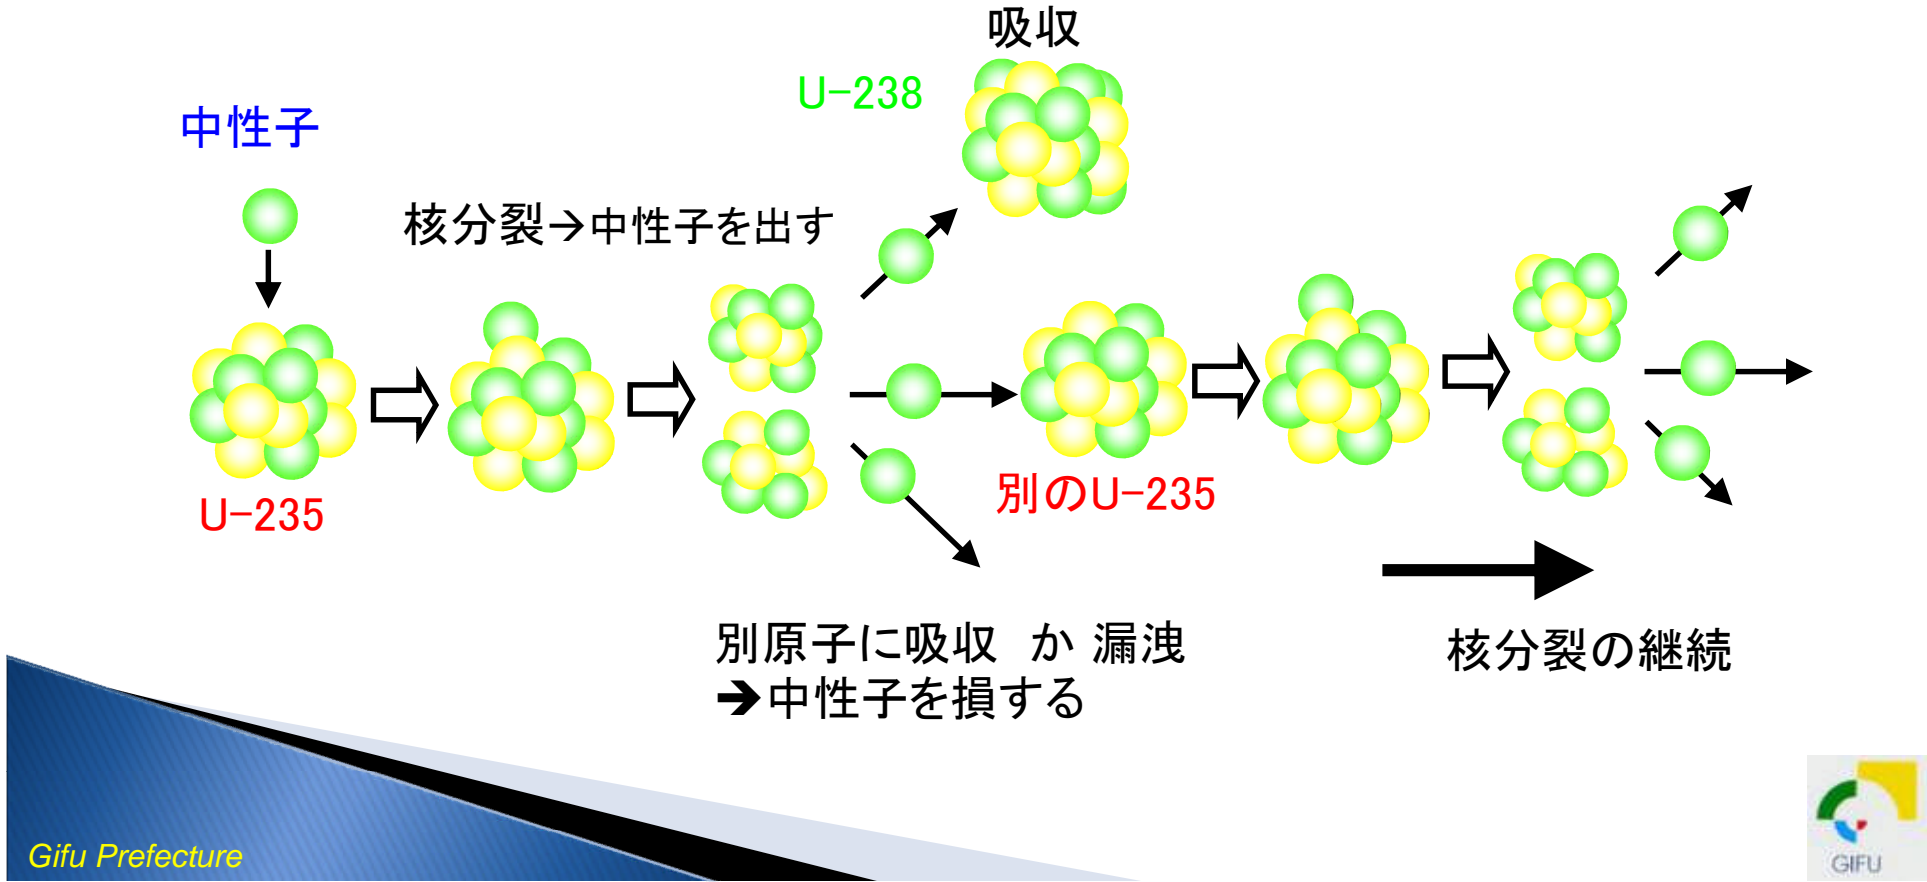 吸収
U-238
中性子
核分裂→中性子を出す
U-235
別のU-235
別原子に吸収 か 漏洩
➔中性子を損する
核分裂の継続
Gifu Prefecture
GIFU